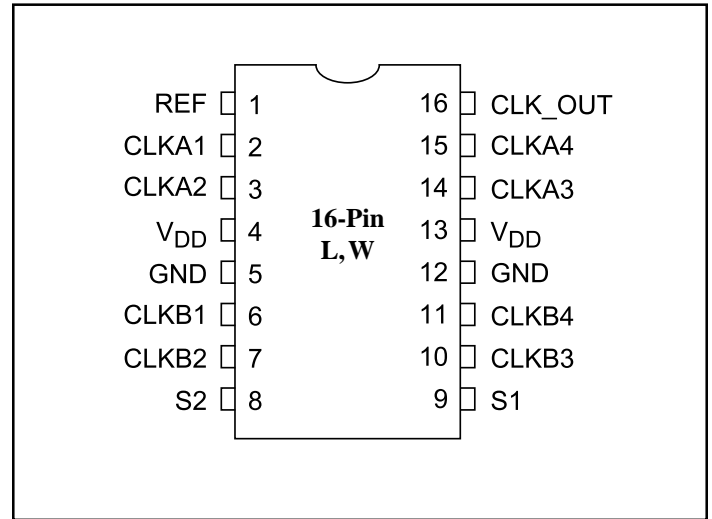 REF 1 16 CLK_OUT
CLKA1 2 15 CLKA4
CLKA2 3 14 CLKA3
VDD 4 13 VDD
16-Pin
L, W
GND 5 12 GND
CLKB1 6 11 CLKB4
CLKB2 7 10 CLKB3
S2 8 9 S1